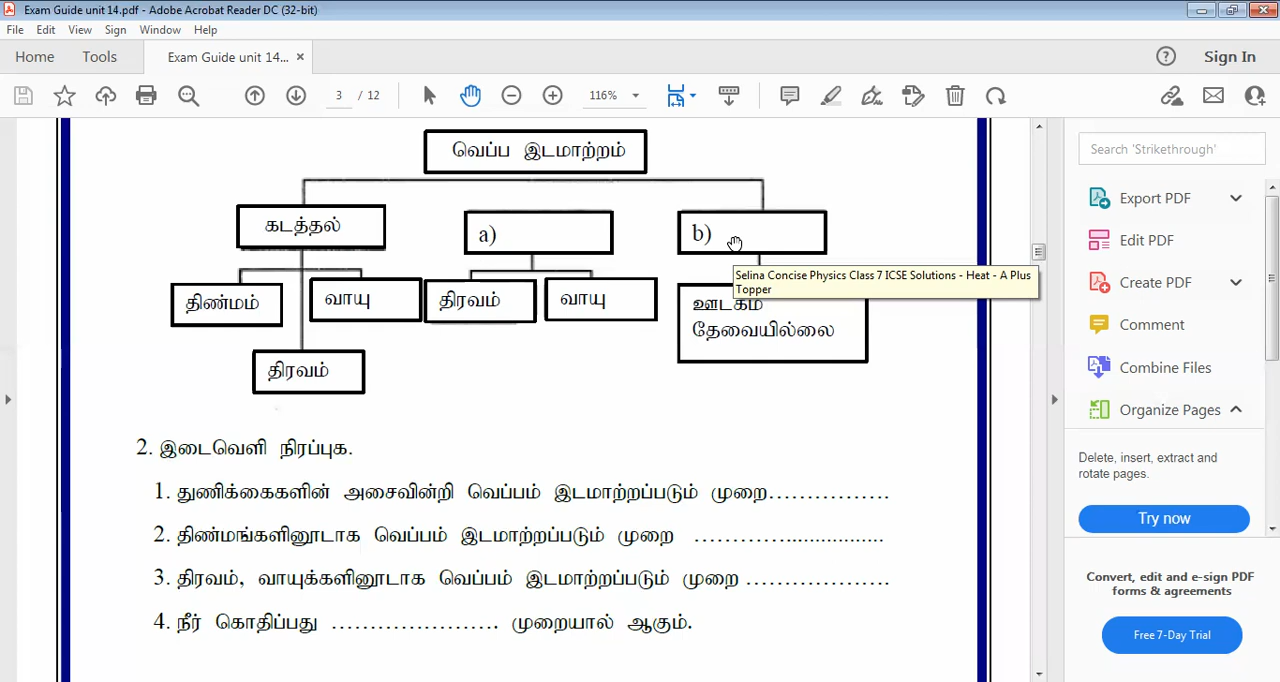 Exam Guide unit 14.pdf - Adobe Acrobat Reader DC (32-bit)
File Edit View Sign Window Help
Home Tools Exam Guide unit 14... × Sign In
3 / 12 116%
வெப்ப இடமாற்றம்
கடத்தல் a) b)
Selina Concise Physics Class 7 ICSE Solutions - Heat - A Plus
Topper
திண்மம் வாயு திரவம் வாயு ஊடகம்
தேவையில்லை
திரவம்
2. இடைவெளி நிரப்புக.
1. துணிக்கைகளின் அசைவின்றி வெப்பம் இடமாற்றப்படும் முறை................
2. திண்மங்களினூடாக வெப்பம் இடமாற்றப்படும் முறை ..............................
3. திரவம், வாயுக்களினூடாக வெப்பம் இடமாற்றப்படும் முறை ...................
4. நீர் கொதிப்பது ...................... முறையால் ஆகும்.
Search 'Strikethrough'
Export PDF
Edit PDF
Create PDF
Comment
Combine Files
Organize Pages
Delete, insert, extract and
rotate pages.
Try now
Convert, edit and e-sign PDF
forms & agreements
Free 7-Day Trial